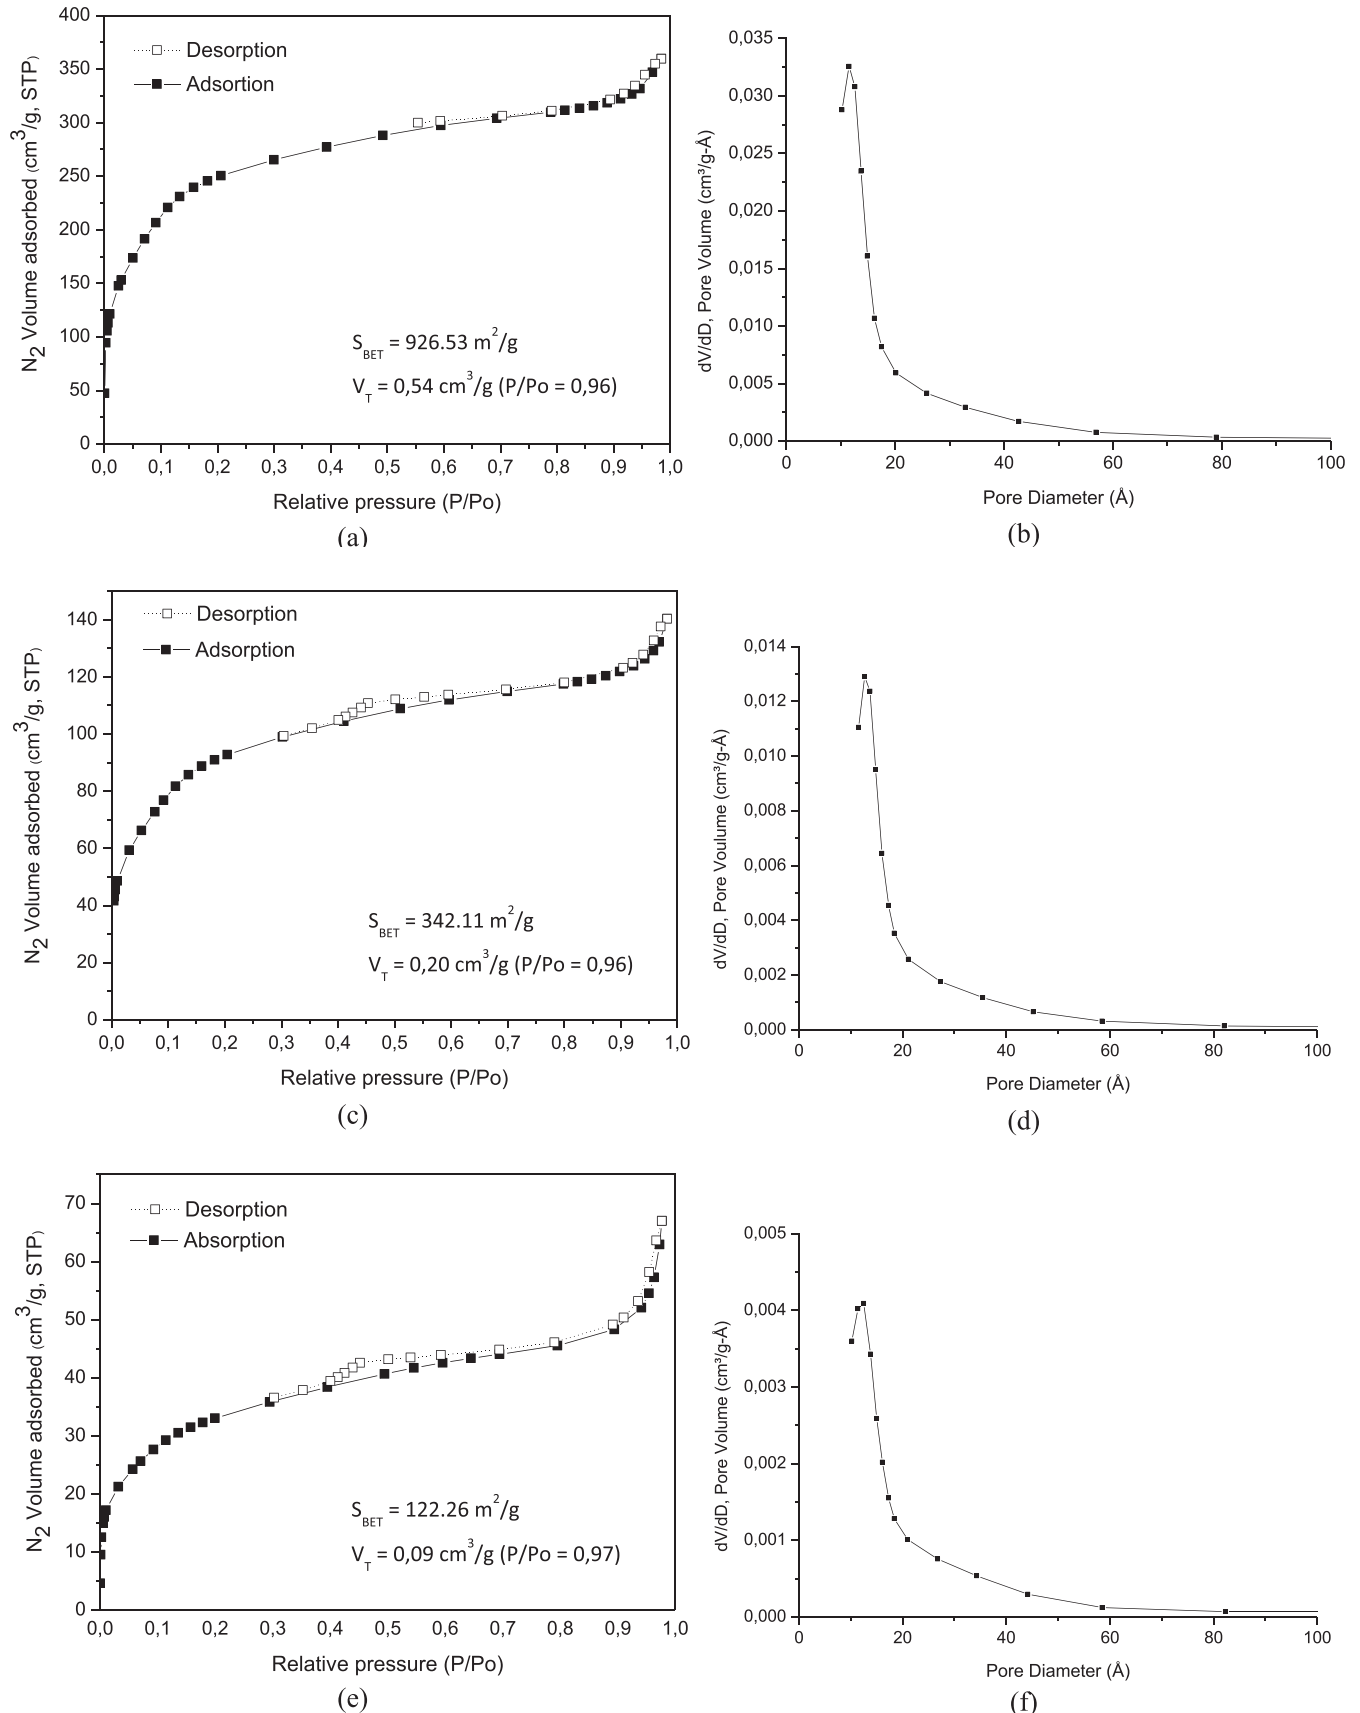 400
350
300
250
200
150
100
50
0
N2 Volume adsorbed (cm3/g, STP)
Desorption
Adsortion
SBET = 926.53 m2/g
VT = 0,54 cm3/g (P/Po = 0,96)
0,0 0,1 0,2 0,3 0,4 0,5 0,6 0,7 0,8 0,9 1,0
Relative pressure (P/Po)
(a)
0,035
0,030
0,025
0,020
0,015
0,010
0,005
0,000
dV/dD, Pore Volume (cm³/g-Å)
0 20 40 60 80 100
Pore Diameter (Å)
(b)
140
120
100
80
60
40
20
0
N2 Volume adsorbed (cm3/g, STP)
Desorption
Adsorption
SBET = 342.11 m2/g
VT = 0,20 cm3/g (P/Po = 0,96)
0,0 0,1 0,2 0,3 0,4 0,5 0,6 0,7 0,8 0,9 1,0
Relative pressure (P/Po)
(c)
0,014
0,012
0,010
0,008
0,006
0,004
0,002
0,000
dV/dD, Pore Voulume (cm³/g-Å)
0 20 40 60 80 100
Pore Diameter (Å)
(d)
70
60
50
40
30
20
10
0
N2 Volume adsorbed (cm3/g, STP)
Desorption
Absorption
SBET = 122.26 m2/g
VT = 0,09 cm3/g (P/Po = 0,97)
0,0 0,1 0,2 0,3 0,4 0,5 0,6 0,7 0,8 0,9 1,0
Relative pressure (P/Po)
(e)
0,005
0,004
0,003
0,002
0,001
0,000
dV/dD, Pore Volume (cm³/g-Å)
0 20 40 60 80 100
Pore Diameter (Å)
(f)